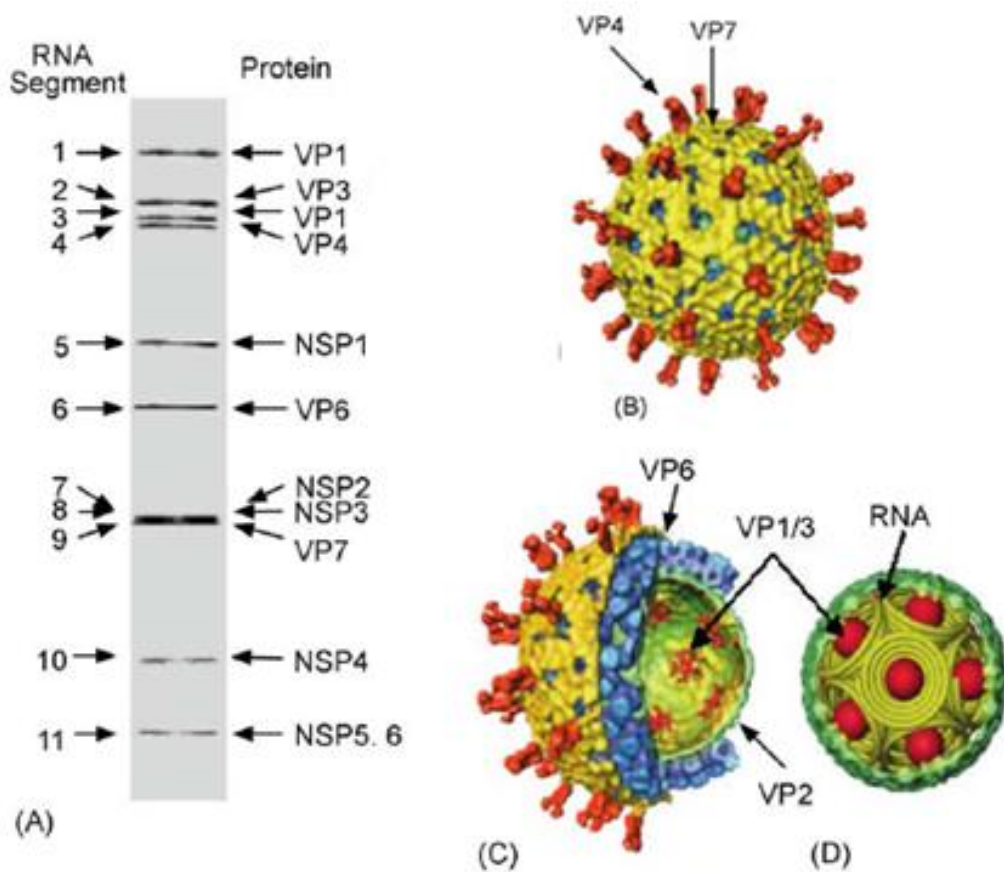 RNA
Segment
Protein
1
VP1
2
VP3
3
VP1
4
VP4
5
NSP1
6
VP6
7
NSP2
8
NSP3
9
VP7
10
NSP4
11
NSP5. 6
(A)
VP4
VP7
(B)
VP6
VP1/3
RNA
VP2
(C)
(D)